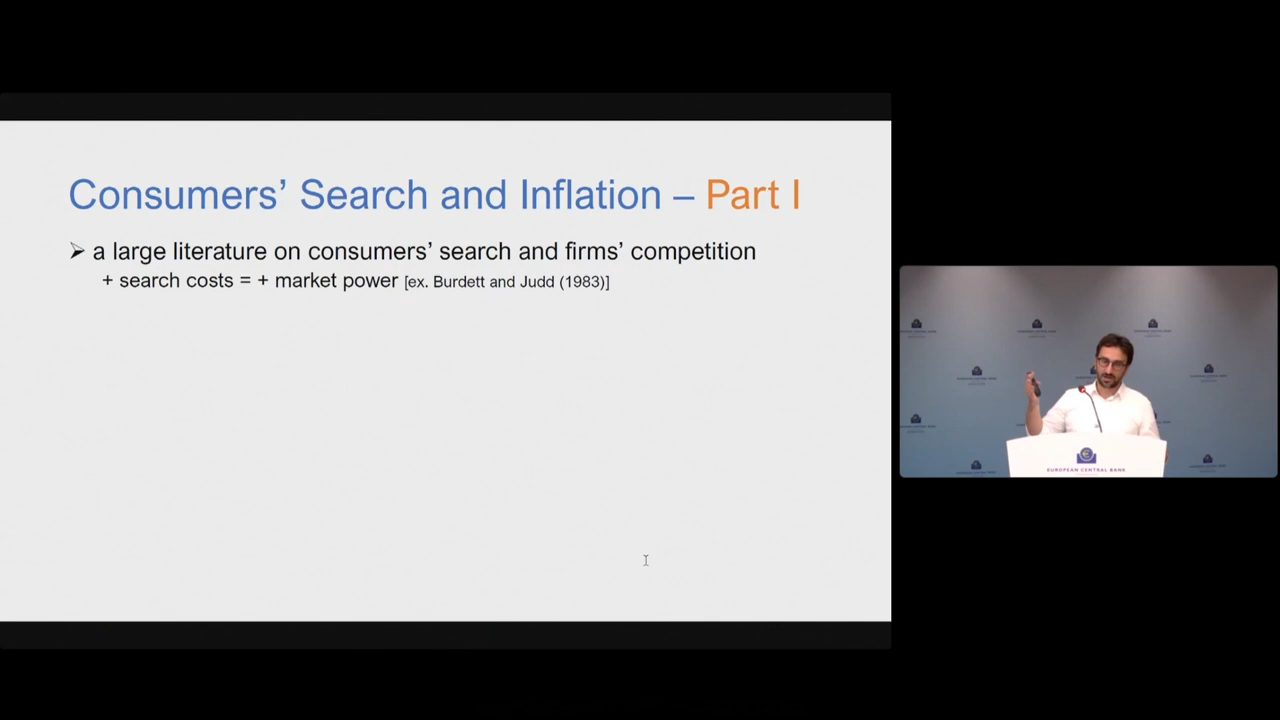 Consumers’ Search and Inflation – Part I
➢ a large literature on consumers’ search and firms’ competition
+ search costs = + market power [ex. Burdett and Judd (1983)]
EUROPEAN CENTRAL BANK